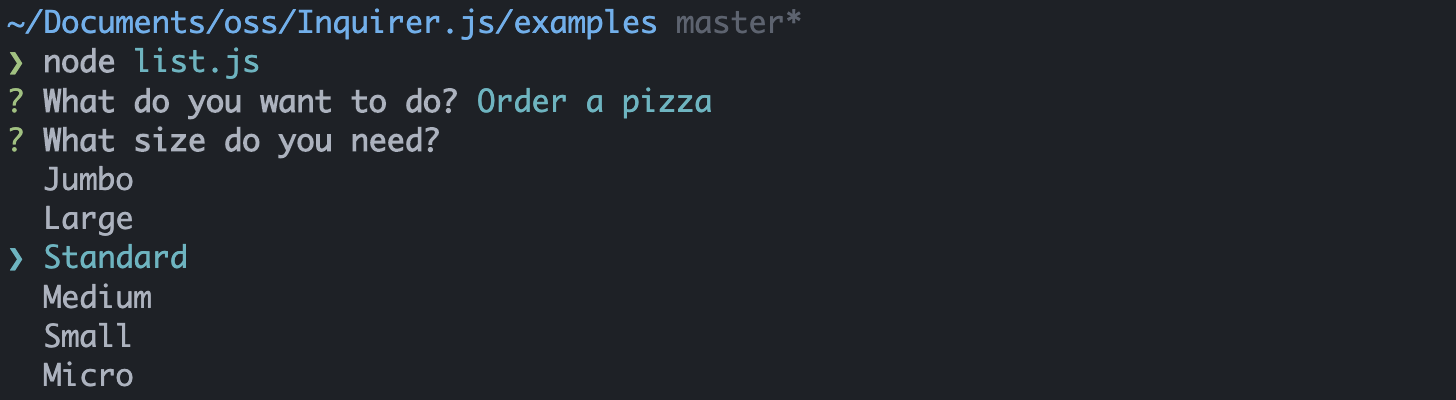 ~/Documents/oss/Inquirer.js/examples master*
❯ node list.js
? What do you want to do? Order a pizza
? What size do you need?
  Jumbo
  Large
❯ Standard
  Medium
  Small
  Micro